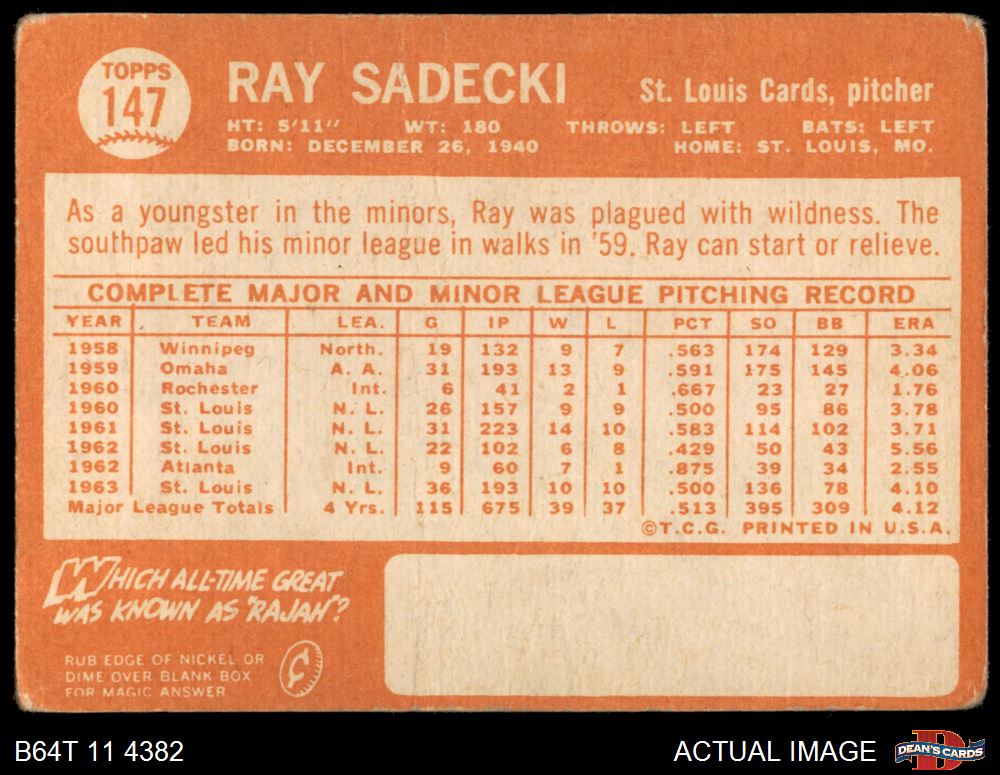 TOPPS
147
RAY SADECKI
St. Louis Cards, pitcher
HT: 5'11" WT: 180 THROWS: LEFT BATS: LEFT
BORN: DECEMBER 26, 1940 HOME: ST. LOUIS, MO.
As a youngster in the minors, Ray was plagued with wildness. The
southpaw led his minor league in walks in '59. Ray can start or relieve.
COMPLETE MAJOR AND MINOR LEAGUE PITCHING RECORD
YEAR TEAM LEA. G IP W L PCT SO BB ERA
1958 Winnipeg North. 19 132 9 7 .563 174 129 3.34
1959 Omaha A. A. 31 193 13 9 .591 175 145 4.06
1960 Rochester Int. 6 41 2 1 .667 23 27 1.76
1960 St. Louis N. L. 26 157 9 9 .500 95 86 3.78
1961 St. Louis N. L. 31 223 14 10 .583 114 102 3.71
1962 St. Louis N. L. 22 102 6 8 .429 50 43 5.56
1962 Atlanta Int. 9 60 7 1 .875 39 34 2.55
1963 St. Louis N. L. 36 193 10 10 .500 136 78 4.10
Major League Totals 4 Yrs. 115 675 39 37 .513 395 309 4.12
©T.C.G. PRINTED IN U.S.A.
WHICH ALL-TIME GREAT
WAS KNOWN AS "RAJAH"?
RUB EDGE OF NICKEL OR
DIME OVER BLANK BOX
FOR MAGIC ANSWER
¢
B64T 11 4382
ACTUAL IMAGE
D
DEAN'S CARDS